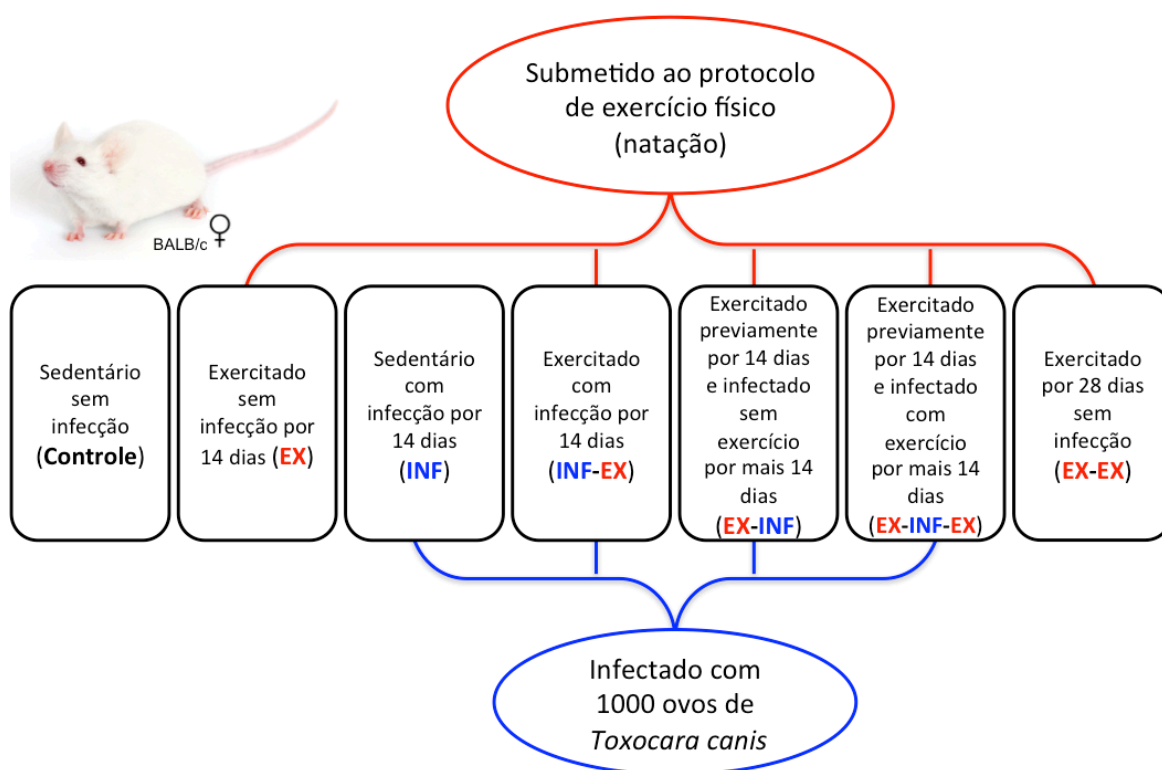 Submetido ao protocolo
de exercício físico
(natação)
BALB/c ♀
Sedentário
sem
infecção
(Controle)
Exercitado
sem
infecção por
14 dias (EX)
Sedentário
com
infecção por
14 dias
(INF)
Exercitado
com
infecção por
14 dias
(INF-EX)
Exercitado
previamente
por 14 dias
e infectado
sem
exercício
por mais 14
dias
(EX-INF)
Exercitado
previamente
por 14 dias
e infectado
com
exercício
por mais 14
dias
(EX-INF-EX)
Exercitado
por 28 dias
sem
infecção
(EX-EX)
Infectado com
1000 ovos de
Toxocara canis